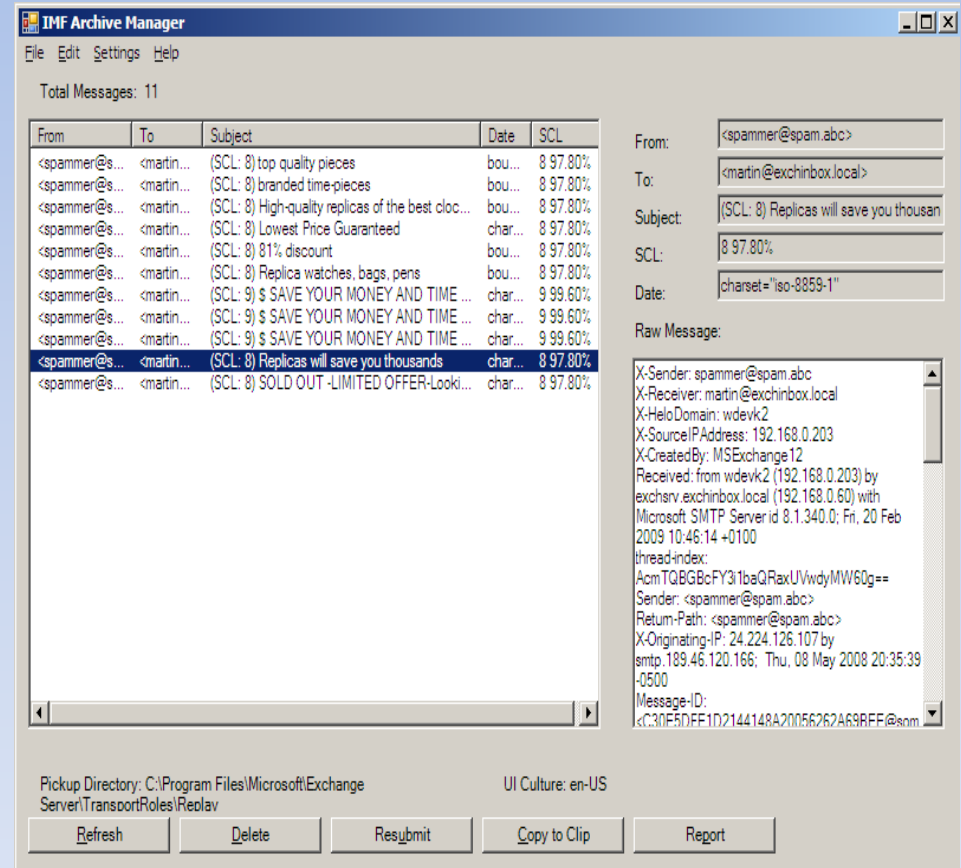 IMF Archive Manager
File Edit Settings Help
Total Messages: 11
From To Subject Date SCL
<spammer@s... <martin... (SCL: 8) top quality pieces bou... 8 97.80%
<spammer@s... <martin... (SCL: 8) branded time-pieces bou... 8 97.80%
<spammer@s... <martin... (SCL: 8) High-quality replicas of the best cloc... bou... 8 97.80%
<spammer@s... <martin... (SCL: 8) Lowest Price Guaranteed char... 8 97.80%
<spammer@s... <martin... (SCL: 8) 81% discount bou... 8 97.80%
<spammer@s... <martin... (SCL: 8) Replica watches, bags, pens bou... 8 97.80%
<spammer@s... <martin... (SCL: 9) $ SAVE YOUR MONEY AND TIME ... char... 9 99.60%
<spammer@s... <martin... (SCL: 9) $ SAVE YOUR MONEY AND TIME ... char... 9 99.60%
<spammer@s... <martin... (SCL: 9) $ SAVE YOUR MONEY AND TIME ... char... 9 99.60%
<spammer@s... <martin... (SCL: 8) Replicas will save you thousands char... 8 97.80%
<spammer@s... <martin... (SCL: 8) SOLD OUT -LIMITED OFFER-Looki... char... 8 97.80%
From: <spammer@spam.abc>
To: <martin@exchinbox.local>
Subject: (SCL: 8) Replicas will save you thousan
SCL: 8 97.80%
Date: charset="iso-8859-1"
Raw Message:
X-Sender: spammer@spam.abc
X-Receiver: martin@exchinbox.local
X-HeloDomain: wdevk2
X-SourceIPAddress: 192.168.0.203
X-CreatedBy: MSExchange12
Received: from wdevk2 (192.168.0.203) by
exchsrv.exchinbox.local (192.168.0.60) with
Microsoft SMTP Server id 8.1.340.0; Fri, 20 Feb
2009 10:46:14 +0100
thread-index:
AcmTQBGBcFY3i1baQRaxUVwdyMW60g==
Sender: <spammer@spam.abc>
Return-Path: <spammer@spam.abc>
X-Originating-IP: 24.224.126.107 by
smtp.189.46.120.166; Thu, 08 May 2008 20:35:39
-0500
Message-ID:
<C30E5DFE1D2144148A20056262A69BEE@som
Pickup Directory: C:\Program Files\Microsoft\Exchange
Server\TransportRoles\Replay
UI Culture: en-US
Refresh Delete Resubmit Copy to Clip Report